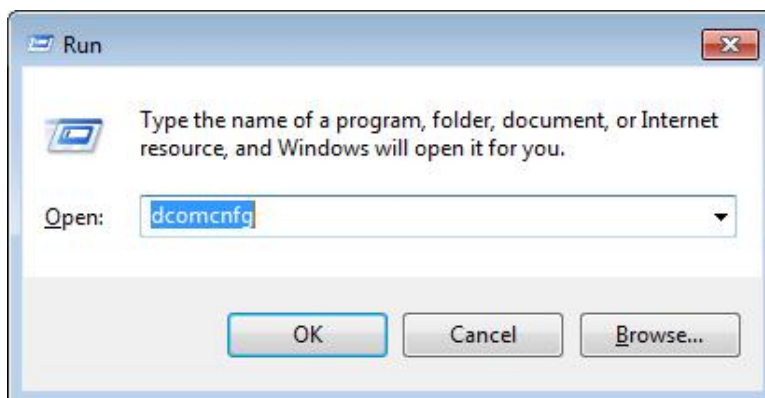 Run
Type the name of a program, folder, document, or Internet
resource, and Windows will open it for you.
Open: dcomcnfg
OK Cancel Browse...